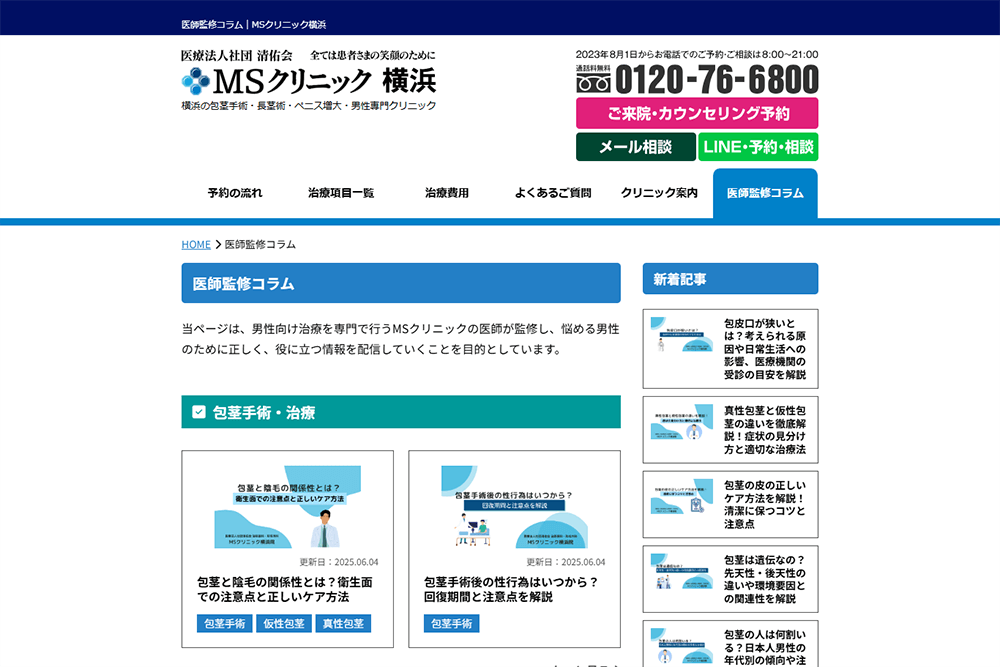 医師監修コラム｜MSクリニック横浜
医療法人社団 清佑会　全ては患者さまの笑顔のために
MSクリニック 横浜
横浜の包茎手術・長茎術・ペニス増大・男性専門クリニック
2023年8月1日からお電話でのご予約・ご相談は8:00~21:00
通話料無料
0120-76-6800
ご来院・カウンセリング予約
メール相談
LINE・予約・相談
予約の流れ
治療項目一覧
治療費用
よくあるご質問
クリニック案内
医師監修コラム
HOME
医師監修コラム
医師監修コラム
当ページは、男性向け治療を専門で行うMSクリニックの医師が監修し、悩める男性
のために正しく、役に立つ情報を配信していくことを目的としています。
包茎手術・治療
包茎と陰毛の関係性とは？
衛生面での注意点と正しいケア方法
MSクリニック横浜院
更新日：2025.06.04
包茎と陰毛の関係性とは？衛生面
での注意点と正しいケア方法
包茎手術
仮性包茎
真性包茎
包茎手術後の性行為はいつから？
回復期間と注意点を解説
MSクリニック横浜院
更新日：2025.06.04
包茎手術後の性行為はいつから？
回復期間と注意点を解説
包茎手術
新着記事
包皮口が狭いと
は？考えられる原
因や日常生活への
影響、医療機関の
受診の目安を解説
真性包茎と仮性包
茎の違いを徹底解
説！症状の見分け
方と適切な治療法
包茎の皮の正しい
ケア方法を解説！
清潔に保つコツと
注意点
包茎は遺伝なの？
先天性・後天性の
違いや環境要因と
の関連性を解説
包茎の人は何割い
る？日本人男性の
年代別の傾向や注